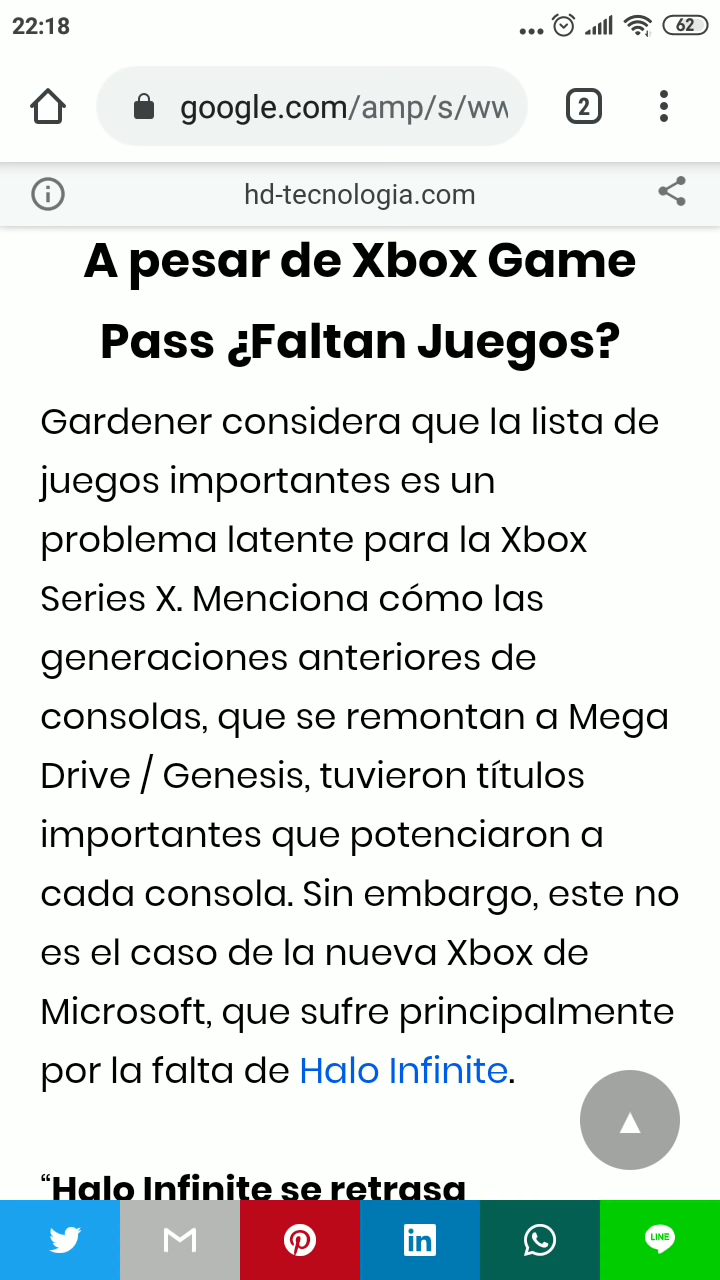 22:18
62
google.com/amp/s/ww
2
hd-tecnologia.com
A pesar de Xbox Game
Pass ¿Faltan Juegos?
Gardener considera que la lista de
juegos importantes es un
problema latente para la Xbox
Series X. Menciona cómo las
generaciones anteriores de
consolas, que se remontan a Mega
Drive / Genesis, tuvieron títulos
importantes que potenciaron a
cada consola. Sin embargo, este no
es el caso de la nueva Xbox de
Microsoft, que sufre principalmente
por la falta de Halo Infinite.
“Halo Infinite se retrasa
in
LINE